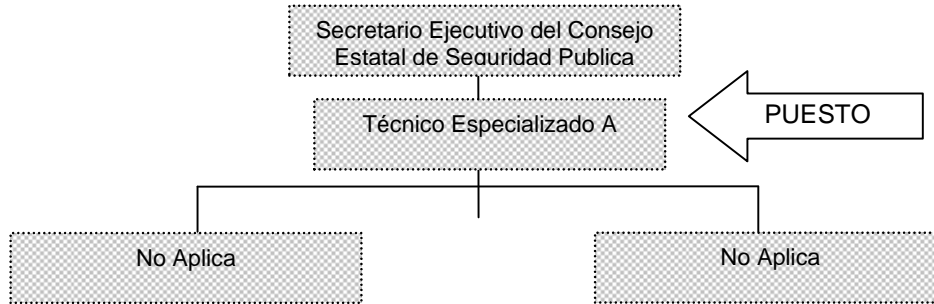 Secretario Ejecutivo del Consejo
Estatal de Seguridad Publica
Técnico Especializado A
PUESTO
No Aplica
No Aplica